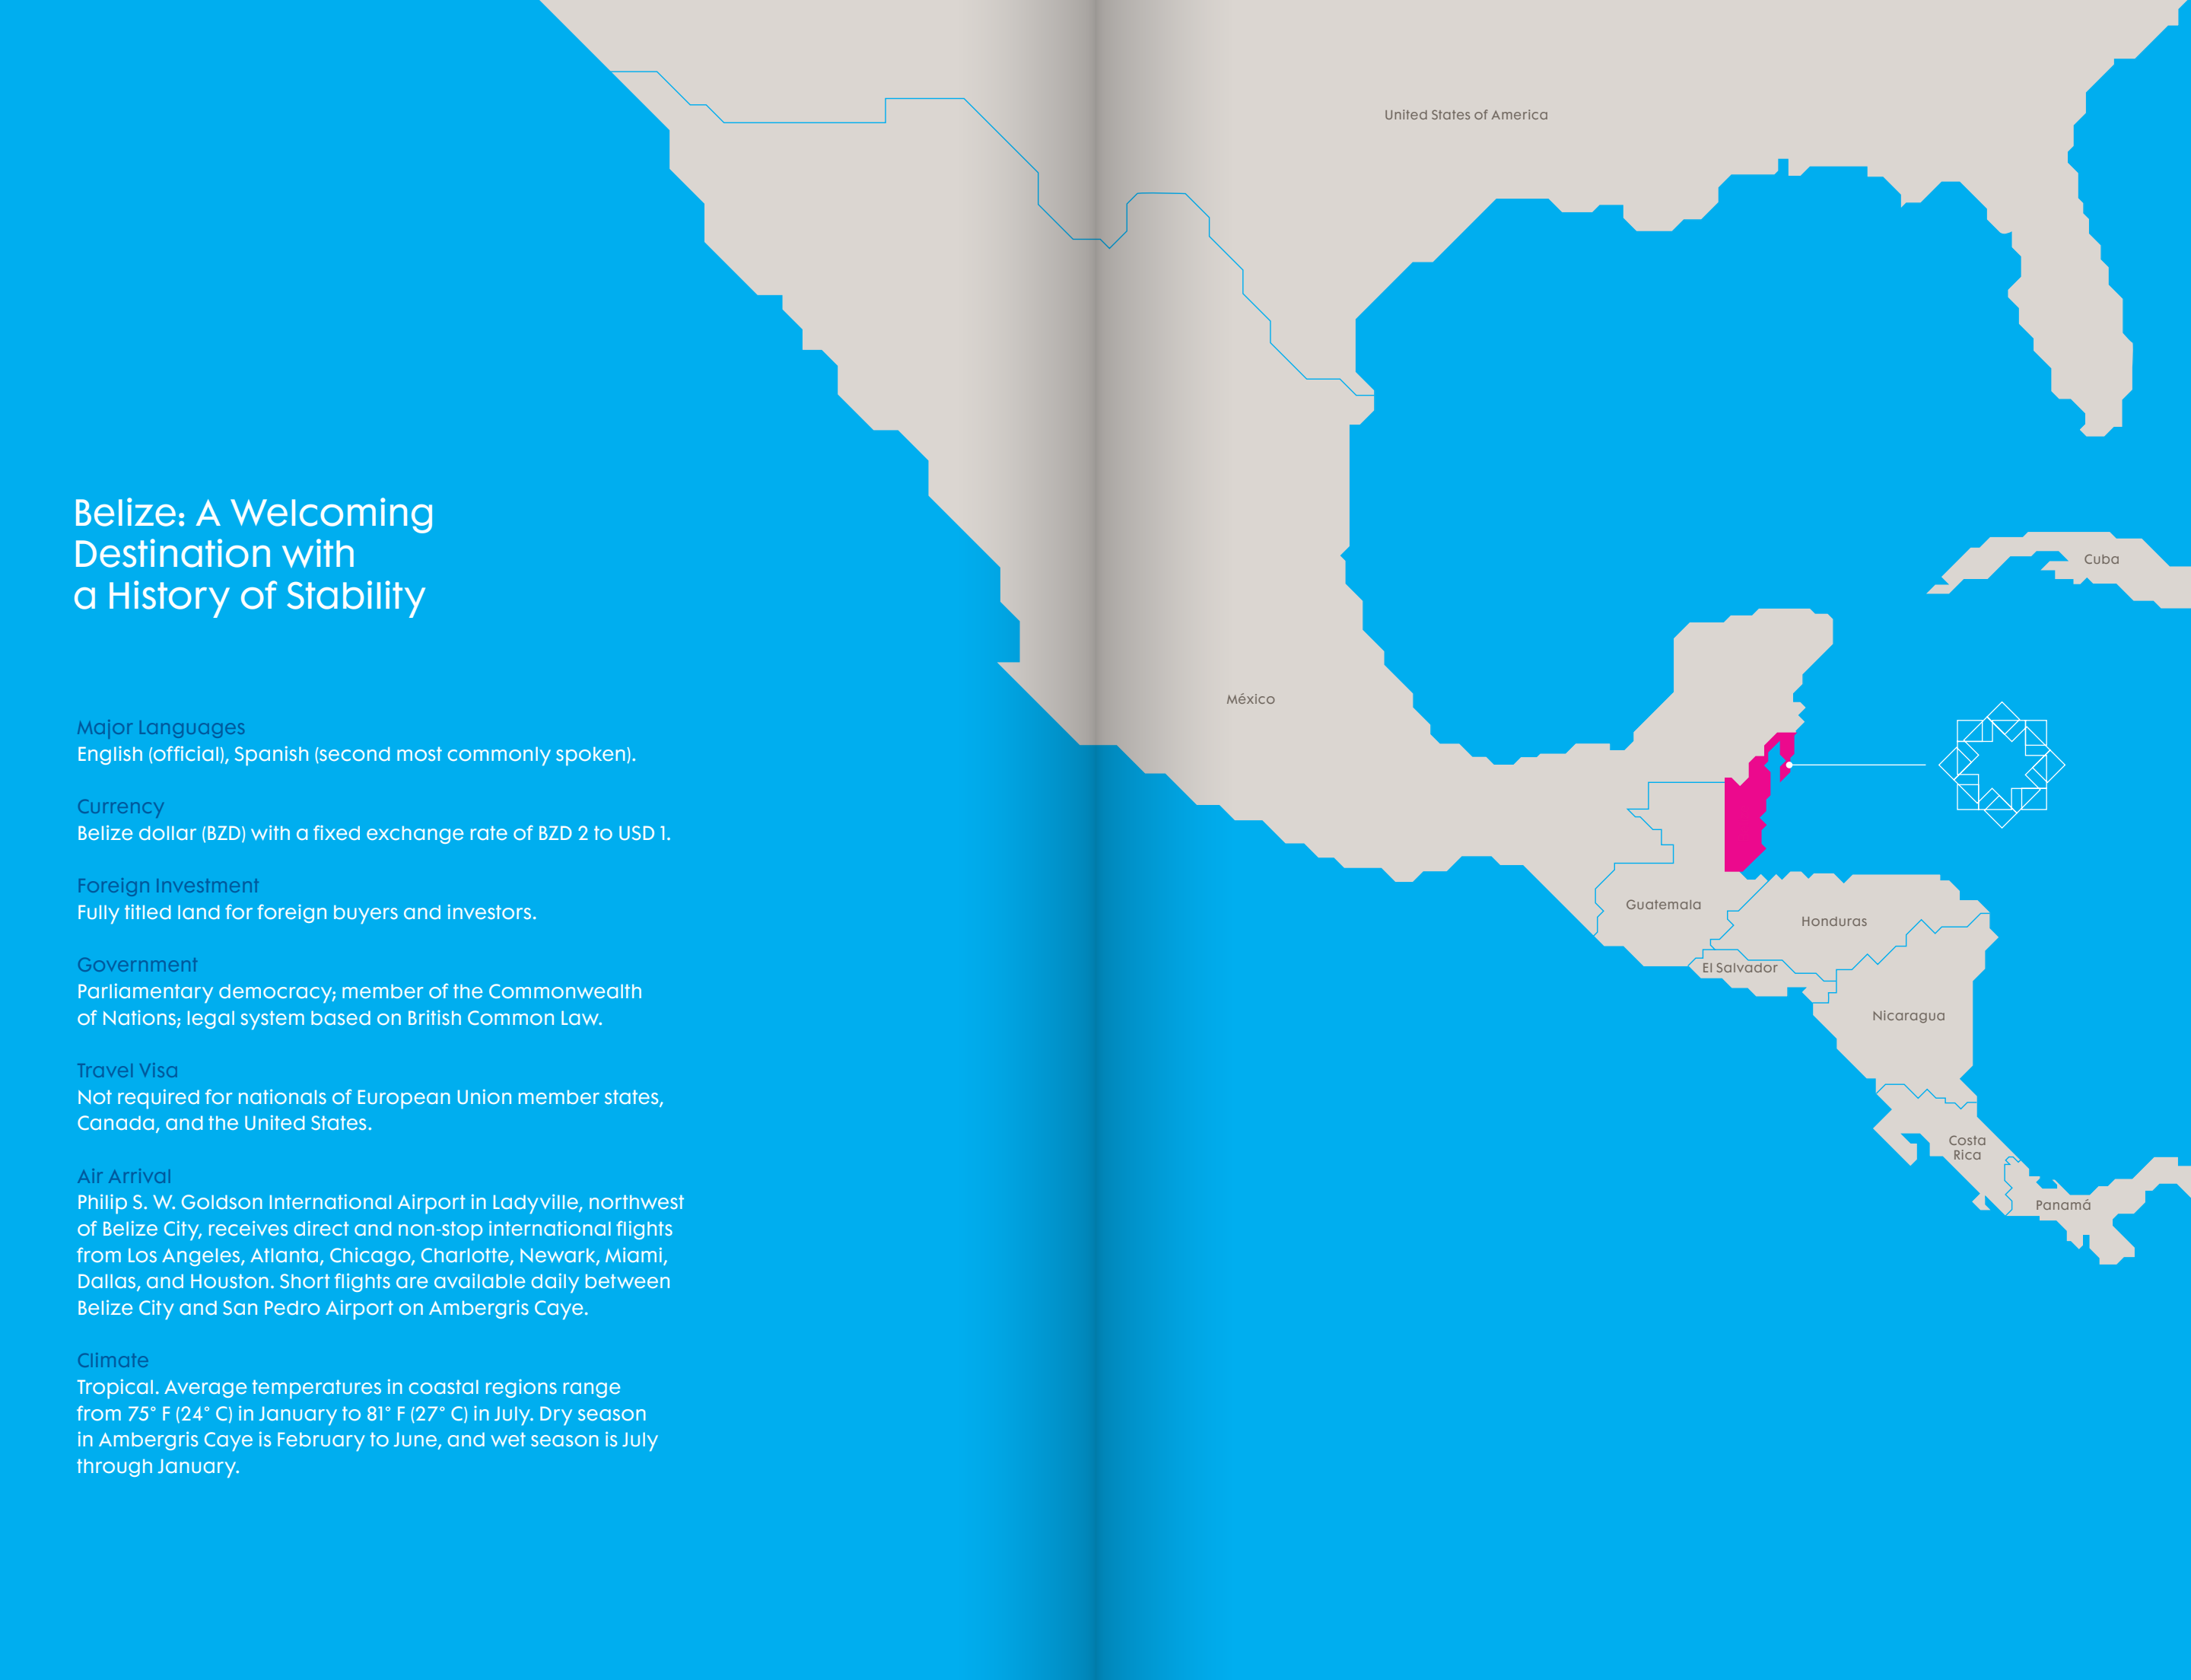 Belize: A Welcoming
Destination with
a History of Stability
Major Languages
English (official), Spanish (second most commonly spoken).
Currency
Belize dollar (BZD) with a fixed exchange rate of BZD 2 to USD 1.
Foreign Investment
Fully titled land for foreign buyers and investors.
Government
Parliamentary democracy; member of the Commonwealth
of Nations; legal system based on British Common Law.
Travel Visa
Not required for nationals of European Union member states,
Canada, and the United States.
Air Arrival
Philip S. W. Goldson International Airport in Ladyville, northwest
of Belize City, receives direct and non-stop international flights
from Los Angeles, Atlanta, Chicago, Charlotte, Newark, Miami,
Dallas, and Houston. Short flights are available daily between
Belize City and San Pedro Airport on Ambergris Caye.
Climate
Tropical. Average temperatures in coastal regions range
from 75° F (24° C) in January to 81° F (27° C) in July. Dry season
in Ambergris Caye is February to June, and wet season is July
through January.
United States of America
Cuba
México
Guatemala
Honduras
El Salvador
Nicaragua
Costa
Rica
Panamá